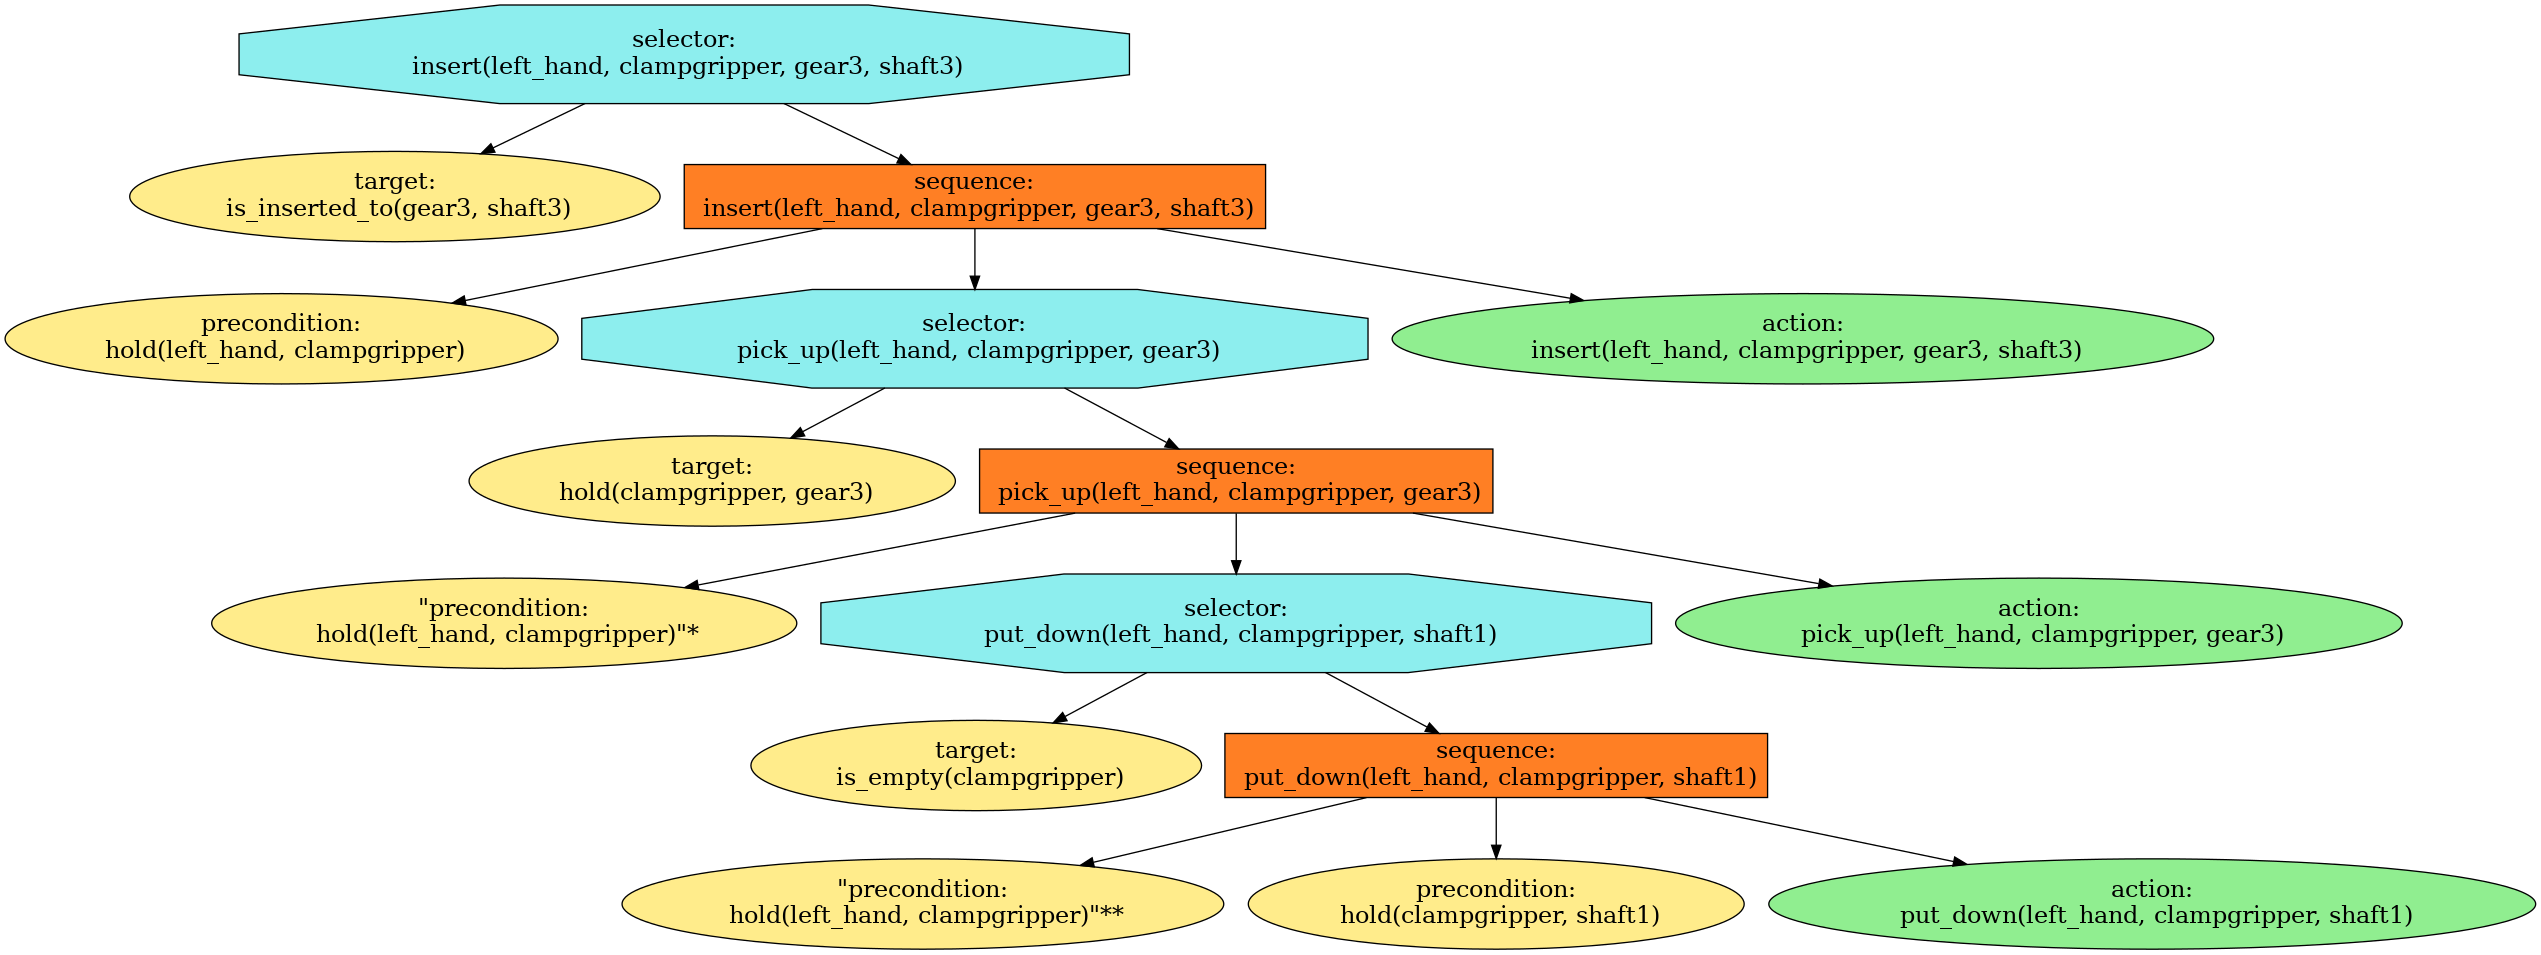 selector:
insert(left_hand, clampgripper, gear3, shaft3)
target:
is_inserted_to(gear3, shaft3)
sequence:
insert(left_hand, clampgripper, gear3, shaft3)
precondition:
hold(left_hand, clampgripper)
selector:
pick_up(left_hand, clampgripper, gear3)
action:
insert(left_hand, clampgripper, gear3, shaft3)
target:
hold(clampgripper, gear3)
sequence:
pick_up(left_hand, clampgripper, gear3)
"precondition:
hold(left_hand, clampgripper)"*
selector:
put_down(left_hand, clampgripper, shaft1)
action:
pick_up(left_hand, clampgripper, gear3)
target:
is_empty(clampgripper)
sequence:
put_down(left_hand, clampgripper, shaft1)
"precondition:
hold(left_hand, clampgripper)"**
precondition:
hold(clampgripper, shaft1)
action:
put_down(left_hand, clampgripper, shaft1)